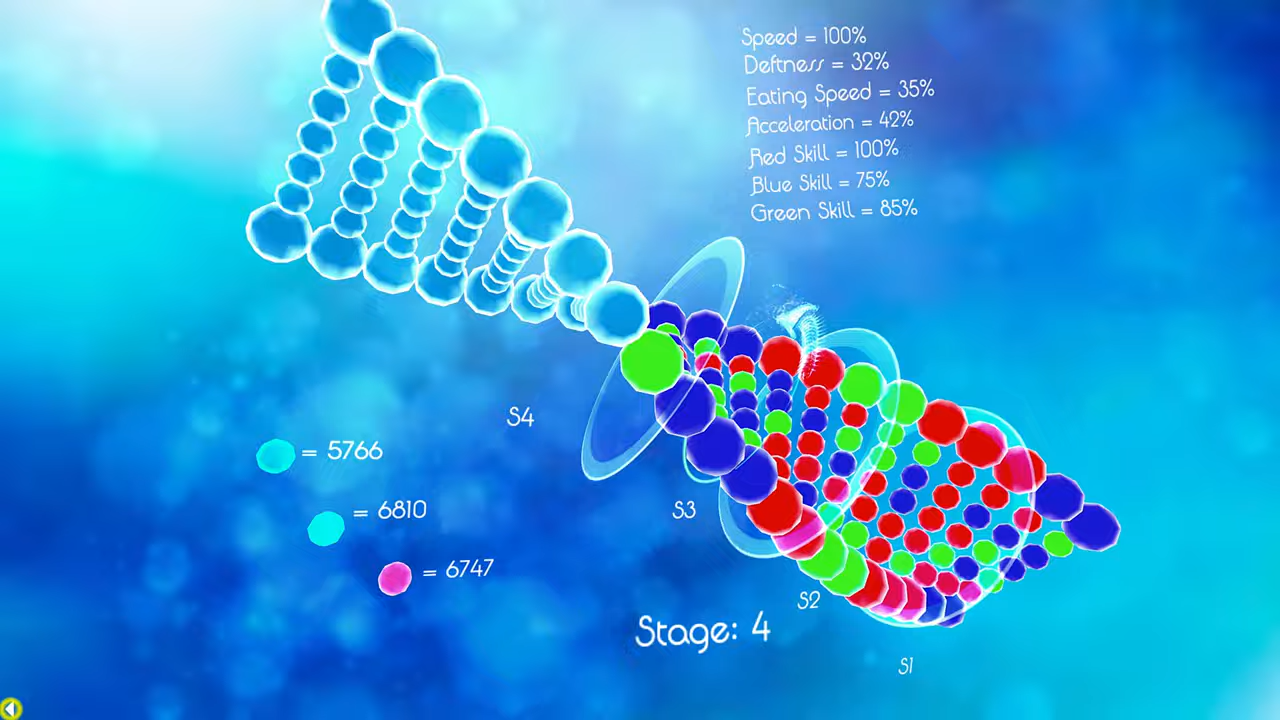 Speed = 100%
Deftness = 32%
Eating Speed = 35%
Acceleration = 42%
Red Skill = 100%
Blue Skill = 75%
Green Skill = 85%
S4
= 5766
S3
= 6810
= 6747
S2
Stage: 4
S1